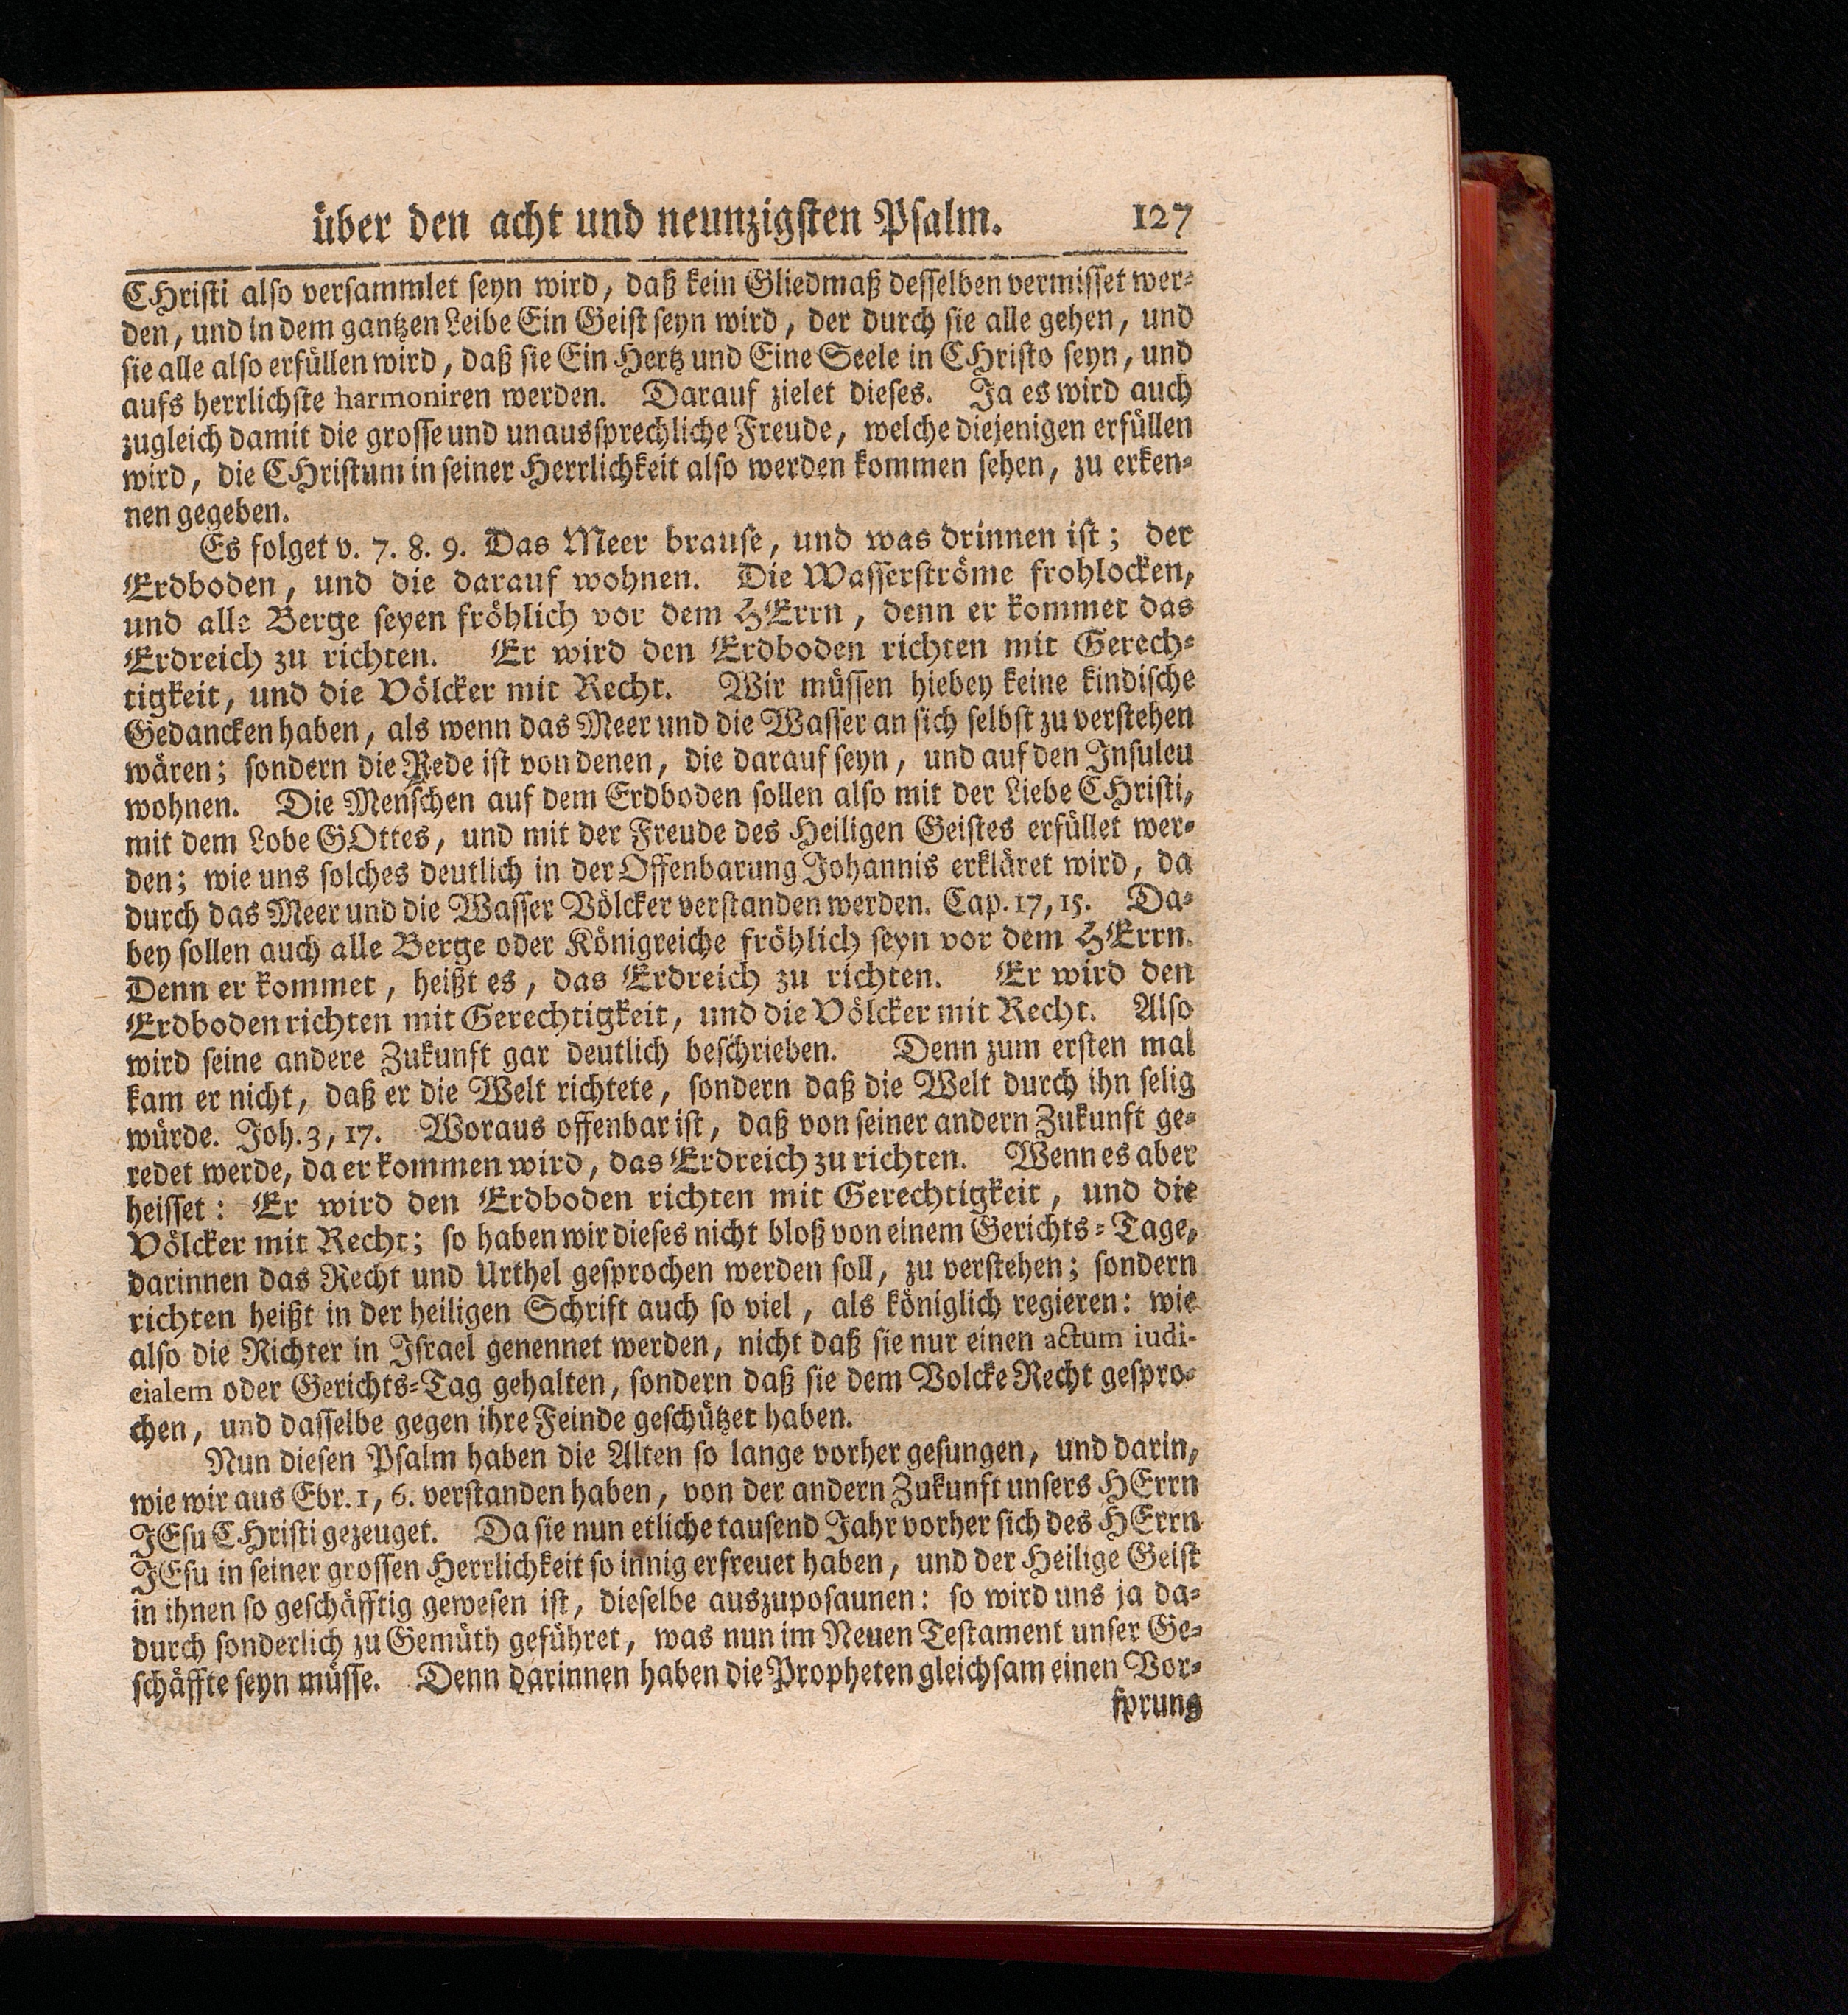 über den acht und neunzigsten Psalm. 127
CHristi also versammlet seyn wird, daß kein Gliedmaß desselben vermisset wer-
den, und in dem gantzen Leibe Ein Geist seyn wird, der durch sie alle gehen, und
sie alle also erfüllen wird, daß sie Ein Hertz und Eine Seele in CHristo seyn, und
aufs herrlichste harmoniren werden. Darauf zielet dieses. Ja es wird auch
zugleich damit die grosse und unaussprechliche Freude, welche diejenigen erfüllen
wird, die CHristum in seiner Herrlichkeit also werden kommen sehen, zu erken-
nen gegeben.
Es folget v. 7. 8. 9. Das Meer brause, und was drinnen ist; der
Erdboden, und die darauf wohnen. Die Wasserströme frohlocken,
und alle Berge seyen fröhlich vor dem HErrn, denn er kommet das
Erdreich zu richten. Er wird den Erdboden richten mit Gerech-
tigkeit, und die Völcker mit Recht. Wir müssen hiebey keine kindische
Gedancken haben, als wenn das Meer und die Wasser an sich selbst zu verstehen
wären; sondern die Rede ist von denen, die darauf seyn, und auf den Insuleu
wohnen. Die Menschen auf dem Erdboden sollen also mit der Liebe CHristi,
mit dem Lobe GOttes, und mit der Freude des Heiligen Geistes erfüllet wer-
den; wie uns solches deutlich in der Offenbarung Johannis erkläret wird, da
durch das Meer und die Wasser Völcker verstanden werden. Cap. 17, 15. Da-
bey sollen auch alle Berge oder Königreiche fröhlich seyn vor dem HErrn.
Denn er kommet, heißt es, das Erdreich zu richten. Er wird den
Erdboden richten mit Gerechtigkeit, und die Völcker mit Recht. Also
wird seine andere Zukunft gar deutlich beschrieben. Denn zum ersten mal
kam er nicht, daß er die Welt richtete, sondern daß die Welt durch ihn selig
würde. Joh. 3, 17. Woraus offenbar ist, daß von seiner andern Zukunft ge-
redet werde, da er kommen wird, das Erdreich zu richten. Wenn es aber
heisset: Er wird den Erdboden richten mit Gerechtigkeit, und die
Völcker mit Recht; so haben wir dieses nicht bloß von einem Gerichts-Tage,
darinnen das Recht und Urthel gesprochen werden soll, zu verstehen; sondern
richten heißt in der heiligen Schrift auch so viel, als königlich regieren: wie
also die Richter in Israel genennet werden, nicht daß sie nur einen actum iudi-
cialem oder Gerichts-Tag gehalten, sondern daß sie dem Volcke Recht gespro-
chen, und dasselbe gegen ihre Feinde geschützet haben.
Nun diesen Psalm haben die Alten so lange vorher gesungen, und darin,
wie wir aus Ebr. 1, 6. verstanden haben, von der andern Zukunft unsers HErrn
JEsu CHristi gezeuget. Da sie nun etliche tausend Jahr vorher sich des HErrn
JEsu in seiner grossen Herrlichkeit so innig erfreuet haben, und der Heilige Geist
in ihnen so geschäfftig gewesen ist, dieselbe auszuposaunen: so wird uns ja da-
durch sonderlich zu Gemüth geführet, was nun im Neuen Testament unser Ge-
schäffte seyn müsse. Denn darinnen haben die Propheten gleichsam einen Vor-
sprung